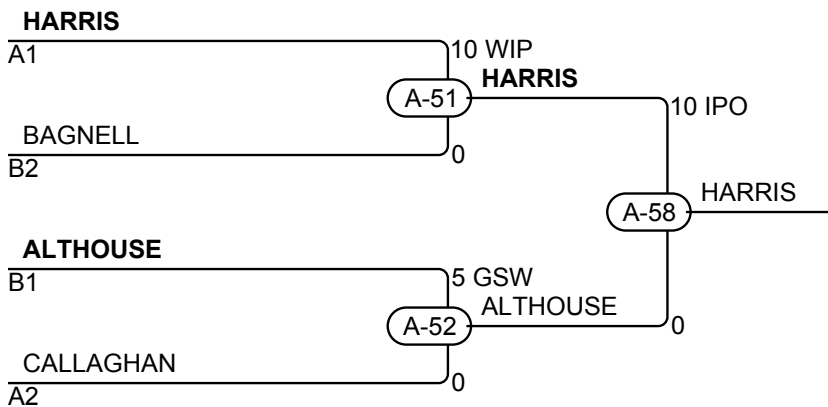 HARRIS
A1
10 WIP
A-51
HARRIS
BAGNELL
B2
0
10 IPO
A-58
HARRIS
ALTHOUSE
B1
5 GSW
A-52
ALTHOUSE
0
CALLAGHAN
A2
0